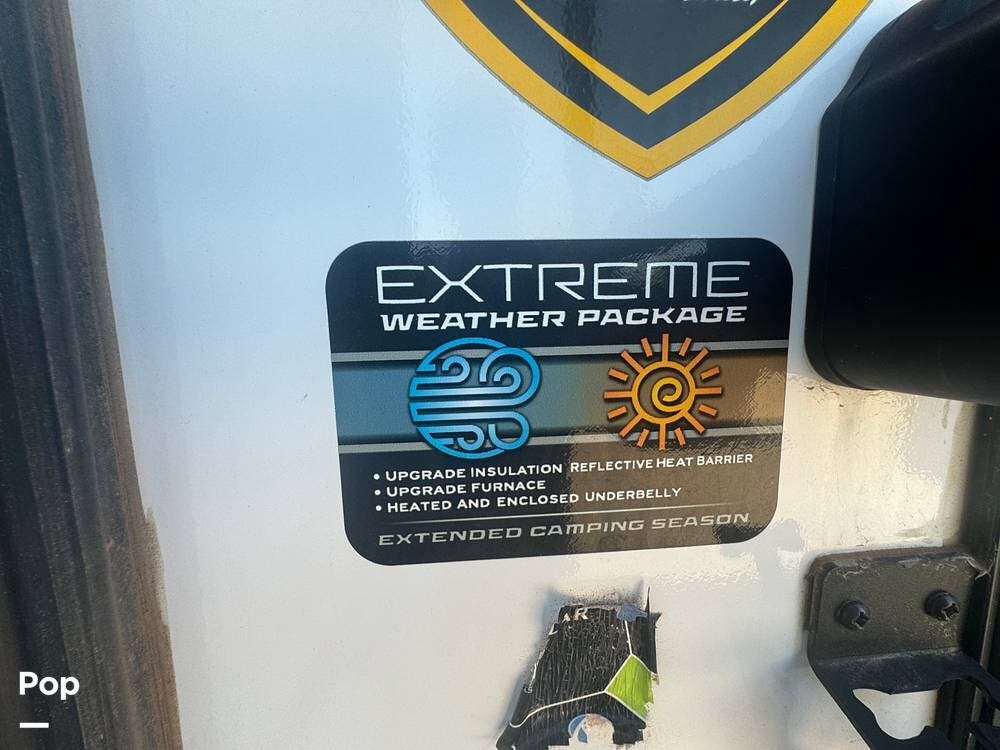 EXTREME
WEATHER PACKAGE
• UPGRADE INSULATION REFLECTIVE HEAT BARRIER
• UPGRADE FURNACE
• HEATED AND ENCLOSED UNDERBELLY
EXTENDED CAMPING SEASON
Pop